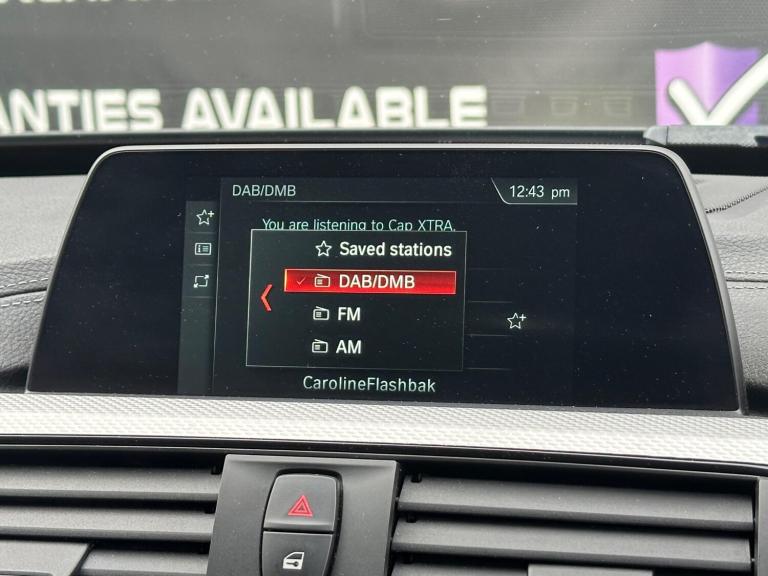 ANTIES AVAILABLE
DAB/DMB
12:43 pm
You are listening to Cap XTRA.
Saved stations
DAB/DMB
FM
AM
CarolineFlashbak